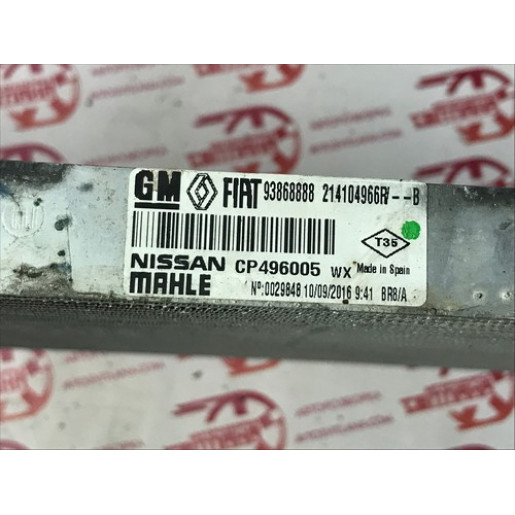 GM FIAT 93868888 214104966R/--B
T35
NISSAN CP496005 WX Made in Spain
MAHLE Nº:0029848 10/09/2016 9:41 BR8/A